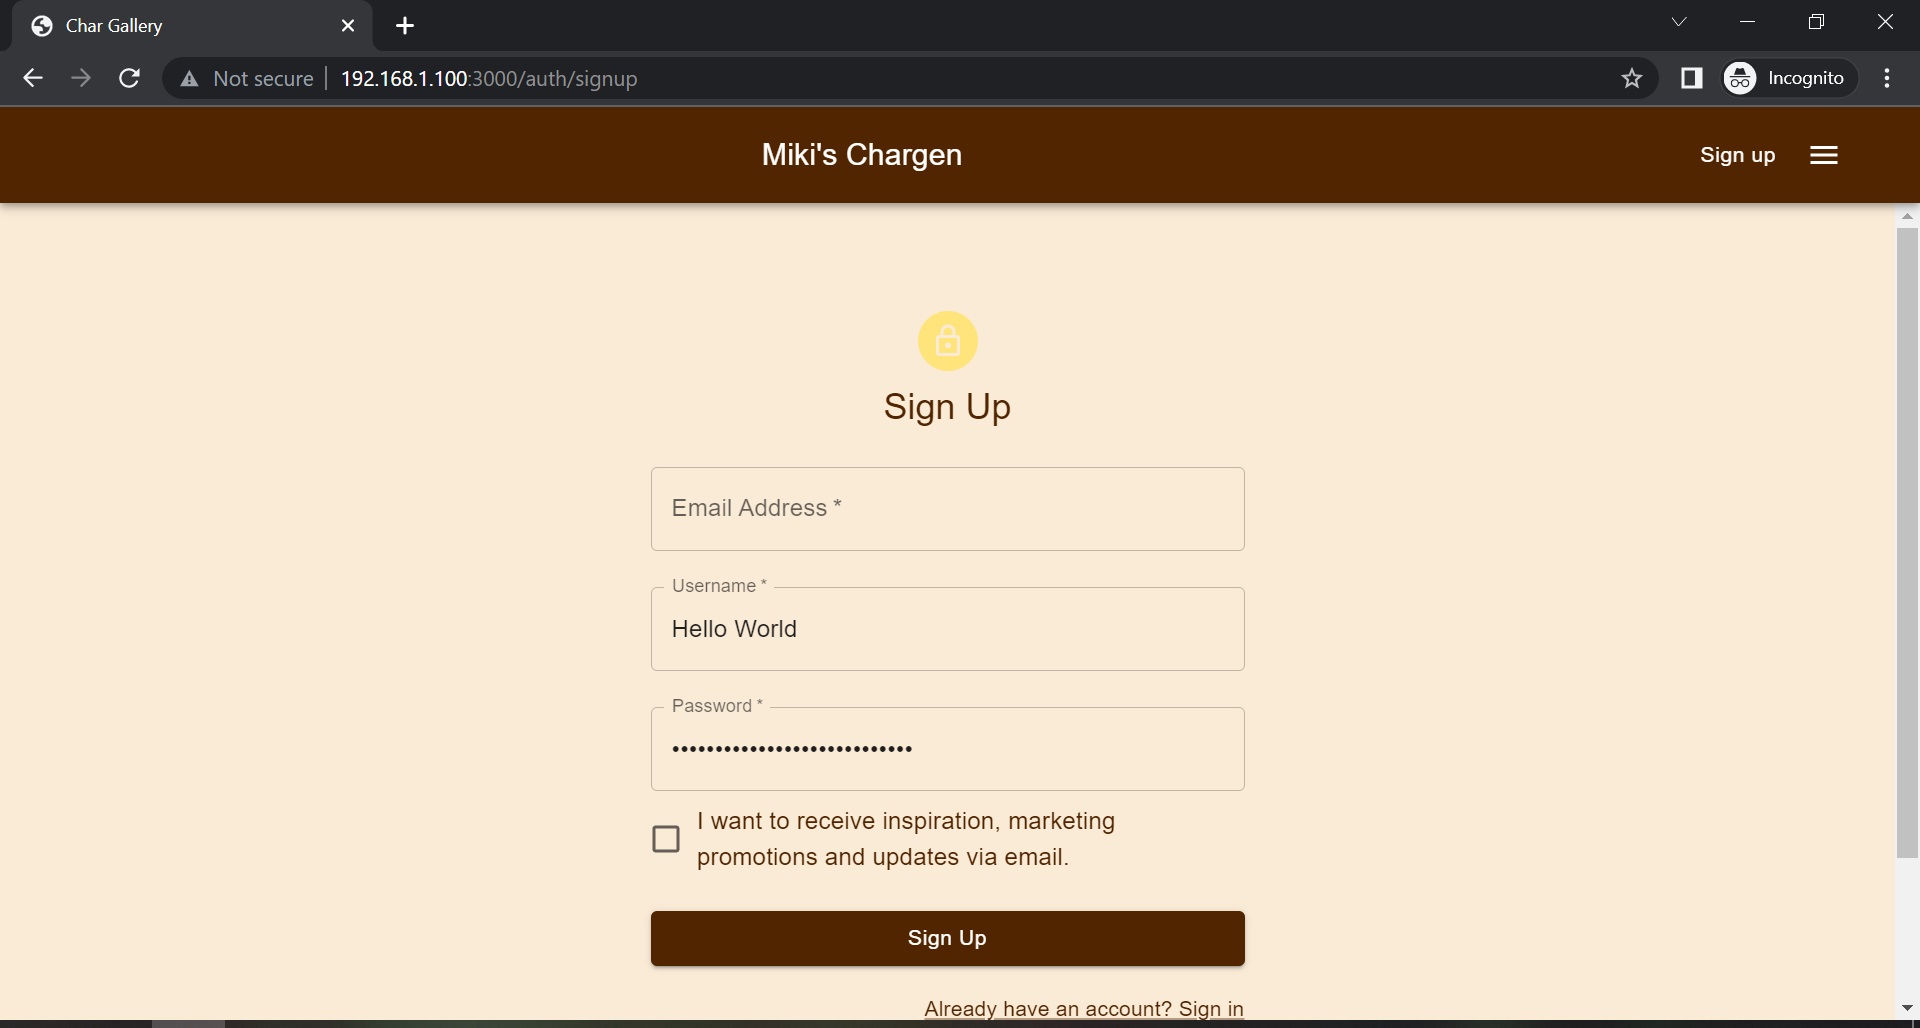 Char Gallery
Not secure 192.168.1.100:3000/auth/signup
Incognito
Miki's Chargen
Sign up
Sign Up
Email Address *
Username *
Hello World
Password *
••••••••••••••••••••••••••••
I want to receive inspiration, marketing
promotions and updates via email.
Sign Up
Already have an account? Sign in